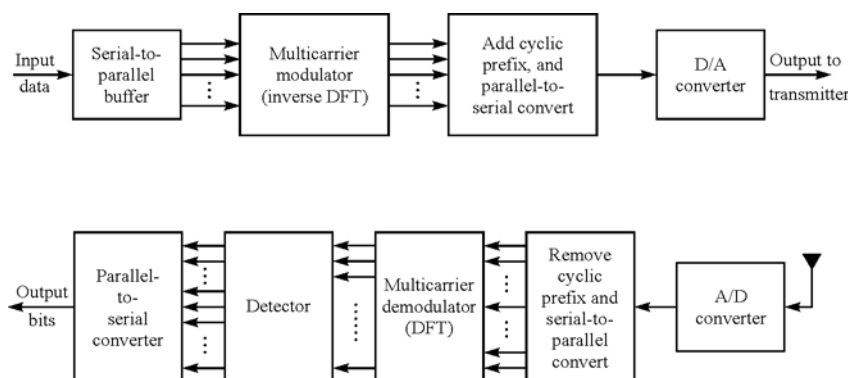 Input
data
Serial-to-
parallel
buffer
Multicarrier
modulator
(inverse DFT)
Add cyclic
prefix, and
parallel-to-
serial convert
D/A
converter
Output to
transmitter
Output
bits
Parallel-
to-
serial
converter
Detector
Multicarrier
demodulator
(DFT)
Remove
cyclic
prefix and
serial-to-
parallel
convert
A/D
converter